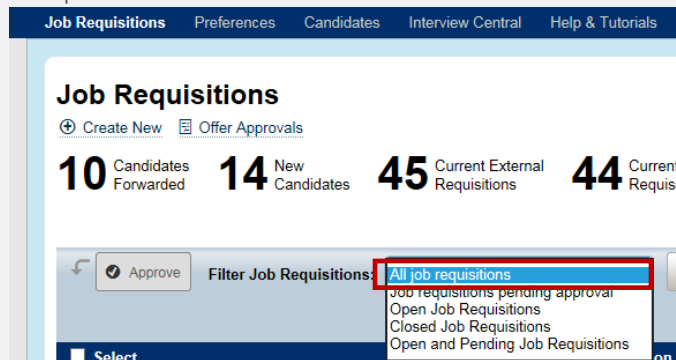 Job Requisitions Preferences Candidates Interview Central Help & Tutorials
Job Requisitions
Create New Offer Approvals
10 Candidates Forwarded 14 New Candidates 45 Current External Requisitions 44
Approve Filter Job Requisitions: All job requisitions
Job requisitions pending approval
Open Job Requisitions
Closed Job Requisitions
Open and Pending Job Requisitions
Select on